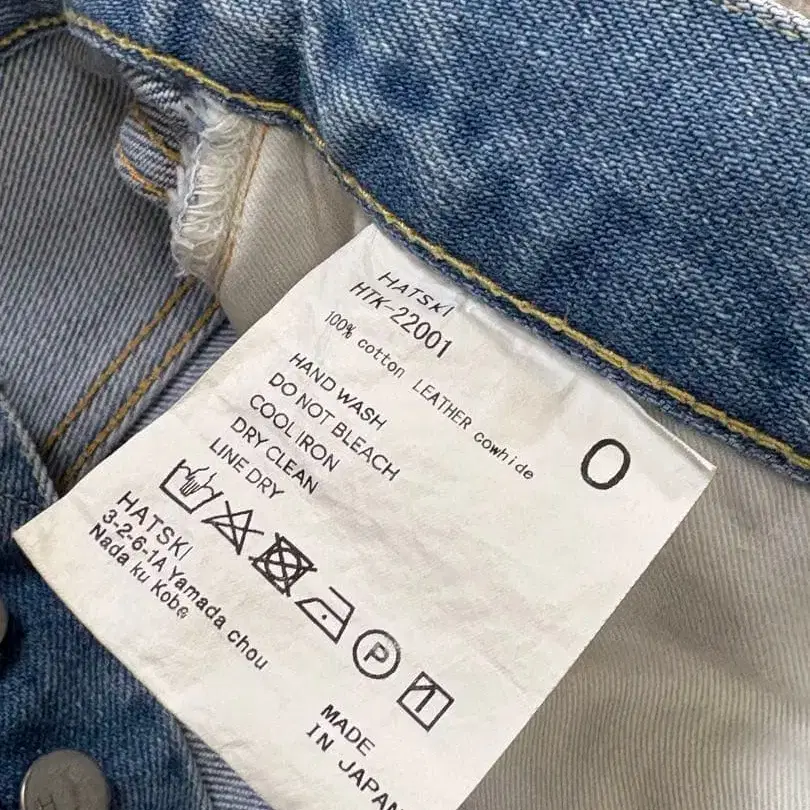 HATSKI
HTK-22001
100% cotton LEATHER cowhide
O
HAND WASH
DO NOT BLEACH
COOL IRON
DRY CLEAN
LINE DRY
P
HATSKI
3-2-6-1A Yamada chou
Nada ku Kobe
MADE
IN JAPAN